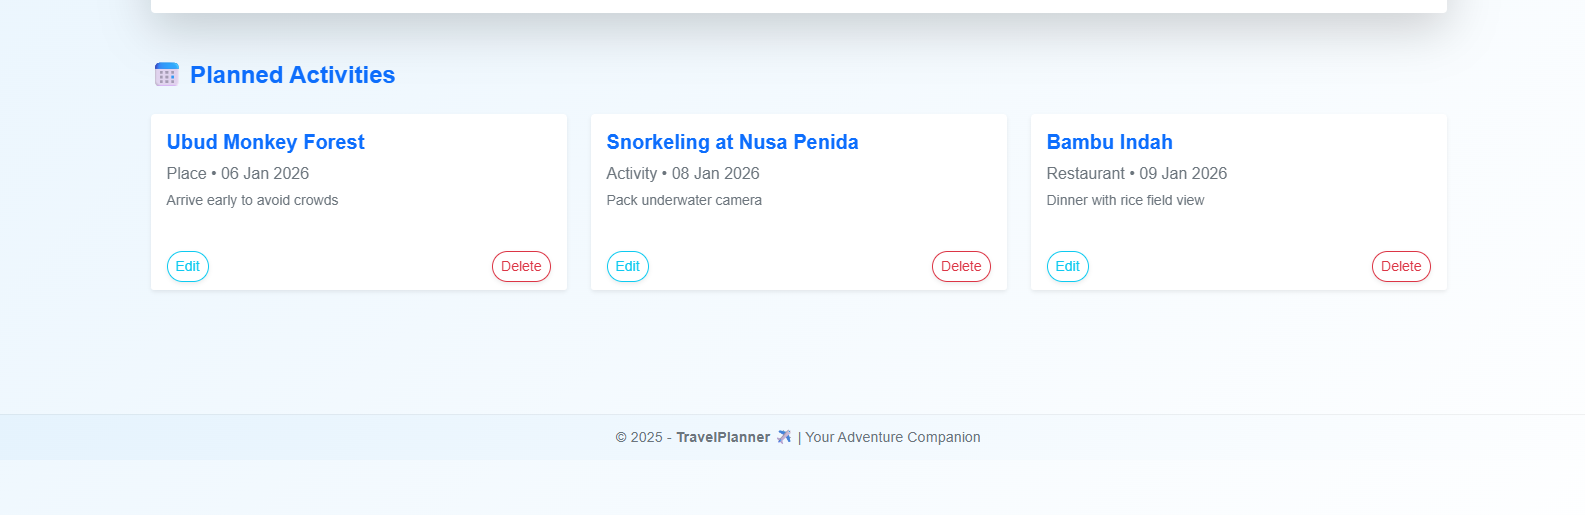 Planned Activities
Ubud Monkey Forest
Place • 06 Jan 2026
Arrive early to avoid crowds
Edit
Delete
Snorkeling at Nusa Penida
Activity • 08 Jan 2026
Pack underwater camera
Edit
Delete
Bambu Indah
Restaurant • 09 Jan 2026
Dinner with rice field view
Edit
Delete
© 2025 - TravelPlanner ✈️ | Your Adventure Companion